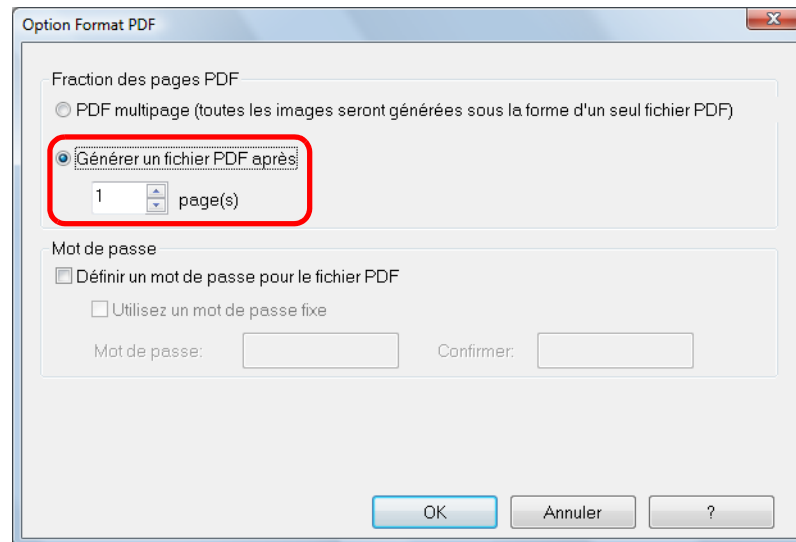 Option Format PDF
Fraction des pages PDF
PDF multipage (toutes les images seront générées sous la forme d'un seul fichier PDF)
Générer un fichier PDF après
1 page(s)
Mot de passe
Définir un mot de passe pour le fichier PDF
Utilisez un mot de passe fixe
Mot de passe: Confirmer:
OK Annuler ?